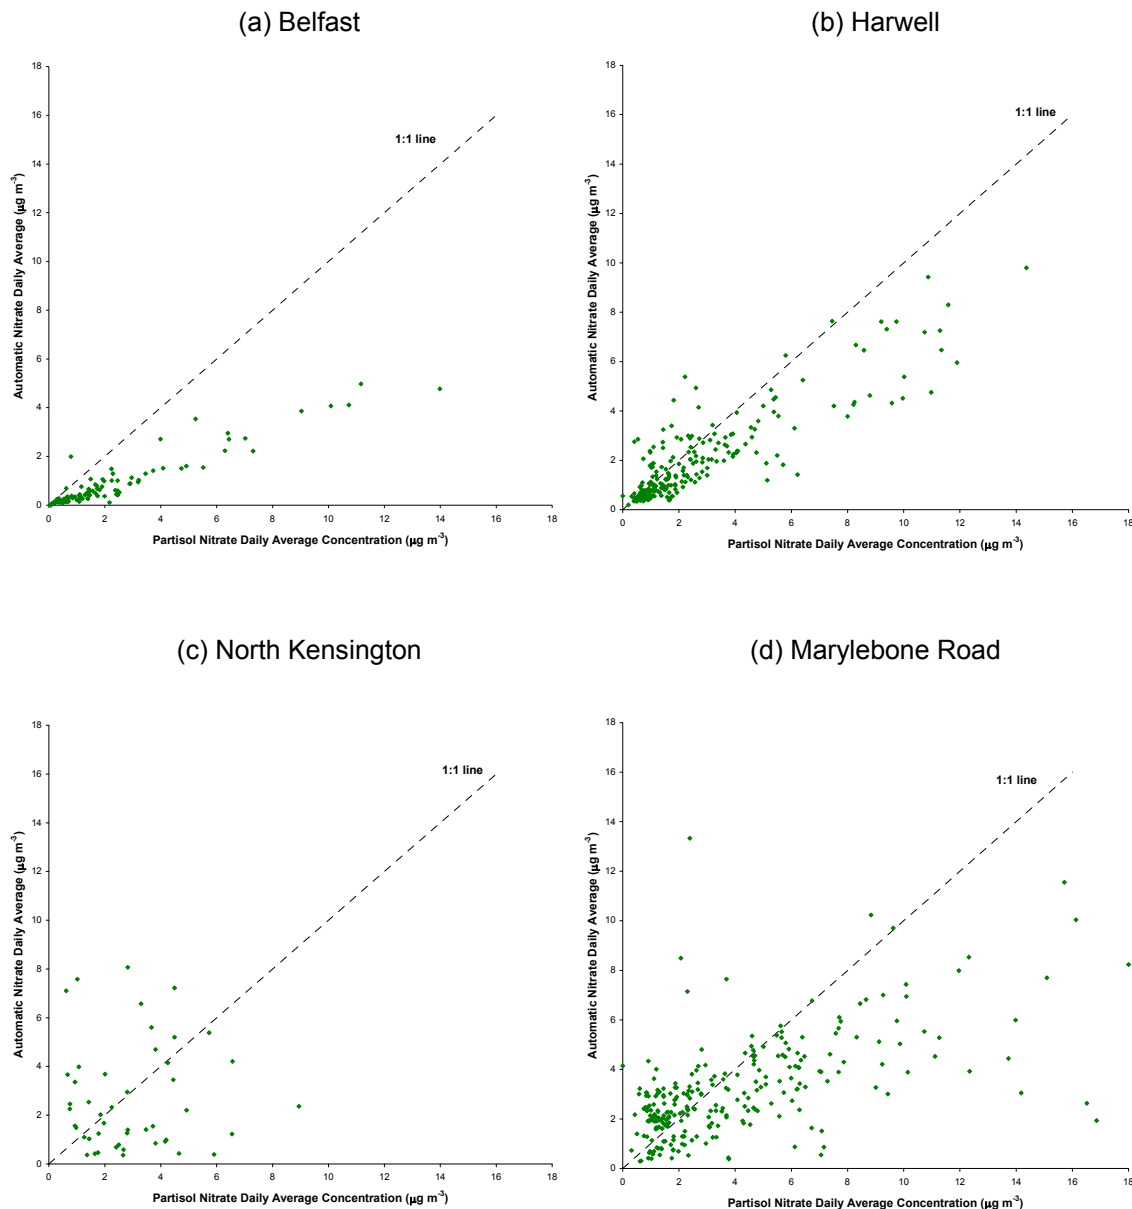 (a) Belfast
(b) Harwell
18
16
14
12
10
8
6
4
2
0
Automatic Nitrate Daily Average (µg m-3)
1:1 line
0 2 4 6 8 10 12 14 16 18
Partisol Nitrate Daily Average Concentration (µg m-3)
18
16
14
12
10
8
6
4
2
0
Automatic Nitrate Daily Average (µg m-3)
1:1 line
0 2 4 6 8 10 12 14 16 18
Partisol Nitrate Daily Average Concentration (µg m-3)
(c) North Kensington
(d) Marylebone Road
18
16
14
12
10
8
6
4
2
0
Automatic Nitrate Daily Average (µg m-3)
1:1 line
0 2 4 6 8 10 12 14 16 18
Partisol Nitrate Daily Average Concentration (µg m-3)
18
16
14
12
10
8
6
4
2
0
Automatic Nitrate Daily Average (µg m-3)
1:1 line
0 2 4 6 8 10 12 14 16 18
Partisol Nitrate Daily Average Concentration (µg m-3)